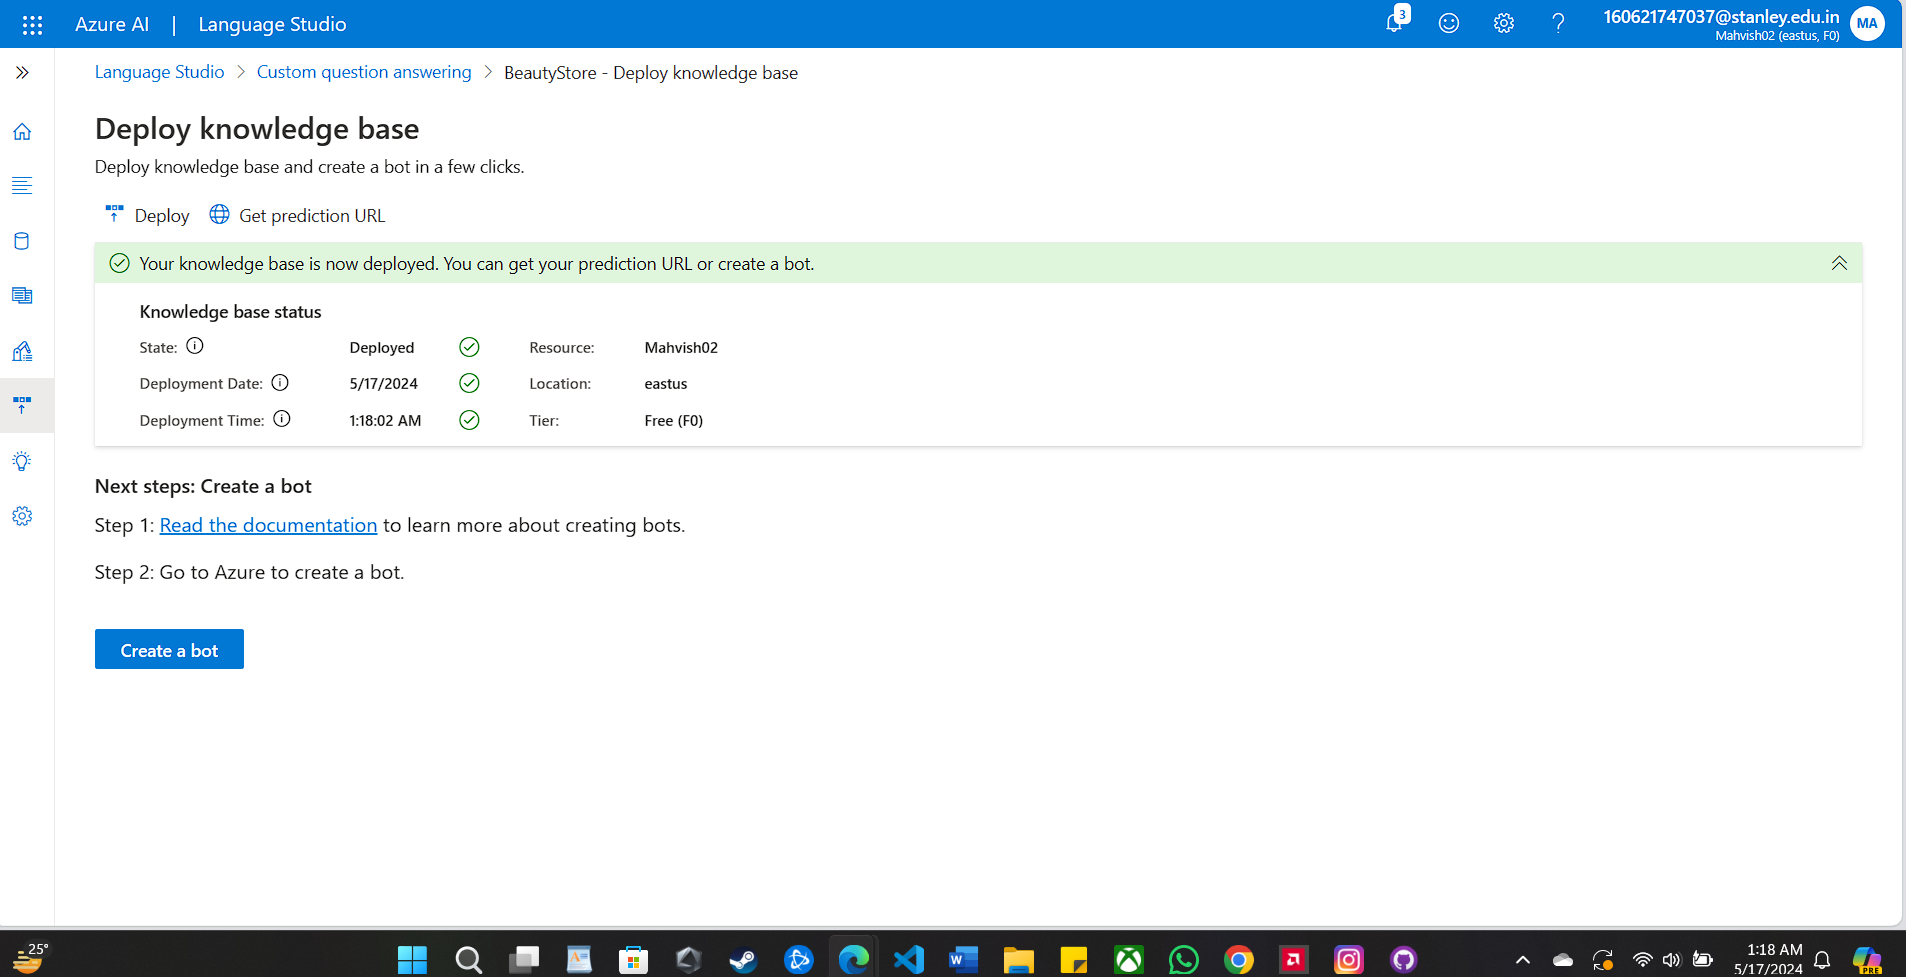 Azure AI | Language Studio
3
160621747037@stanley.edu.in
Mahvish02 (eastus, F0)
MA
Language Studio > Custom question answering > BeautyStore - Deploy knowledge base
Deploy knowledge base
Deploy knowledge base and create a bot in a few clicks.
Deploy Get prediction URL
Your knowledge base is now deployed. You can get your prediction URL or create a bot.
Knowledge base status
State: Deployed Resource: Mahvish02
Deployment Date: 5/17/2024 Location: eastus
Deployment Time: 1:18:02 AM Tier: Free (F0)
Next steps: Create a bot
Step 1: Read the documentation to learn more about creating bots.
Step 2: Go to Azure to create a bot.
Create a bot
25°
1:18 AM
5/17/2024
PRE